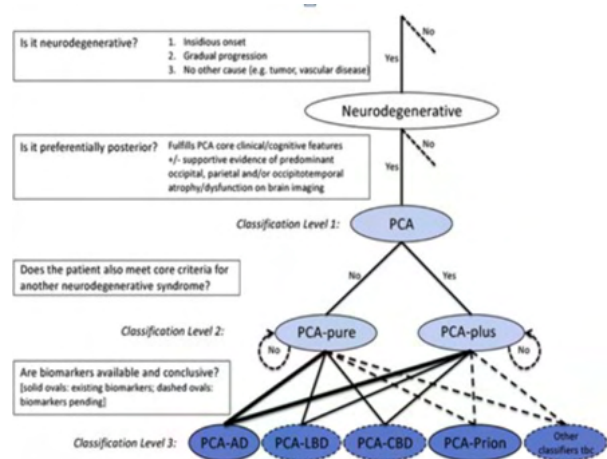 No
Is it neurodegenerative?
1. Insidious onset
2. Gradual progression
3. No other cause (e.g. tumor, vascular disease)
Yes
Neurodegenerative
No
Is it preferentially posterior?
Fulfills PCA core clinical/cognitive features
+/- supportive evidence of predominant
occipital, parietal and/or occipitotemporal
atrophy/dysfunction on brain imaging
Yes
Classification Level 1:
PCA
Does the patient also meet core criteria for
another neurodegenerative syndrome?
No
Yes
Classification Level 2:
PCA-pure
PCA-plus
No
No
Are biomarkers available and conclusive?
[solid ovals: existing biomarkers; dashed ovals:
biomarkers pending]
Classification Level 3:
PCA-AD
PCA-LBD
PCA-CBD
PCA-Prion
Other
classifiers tbc